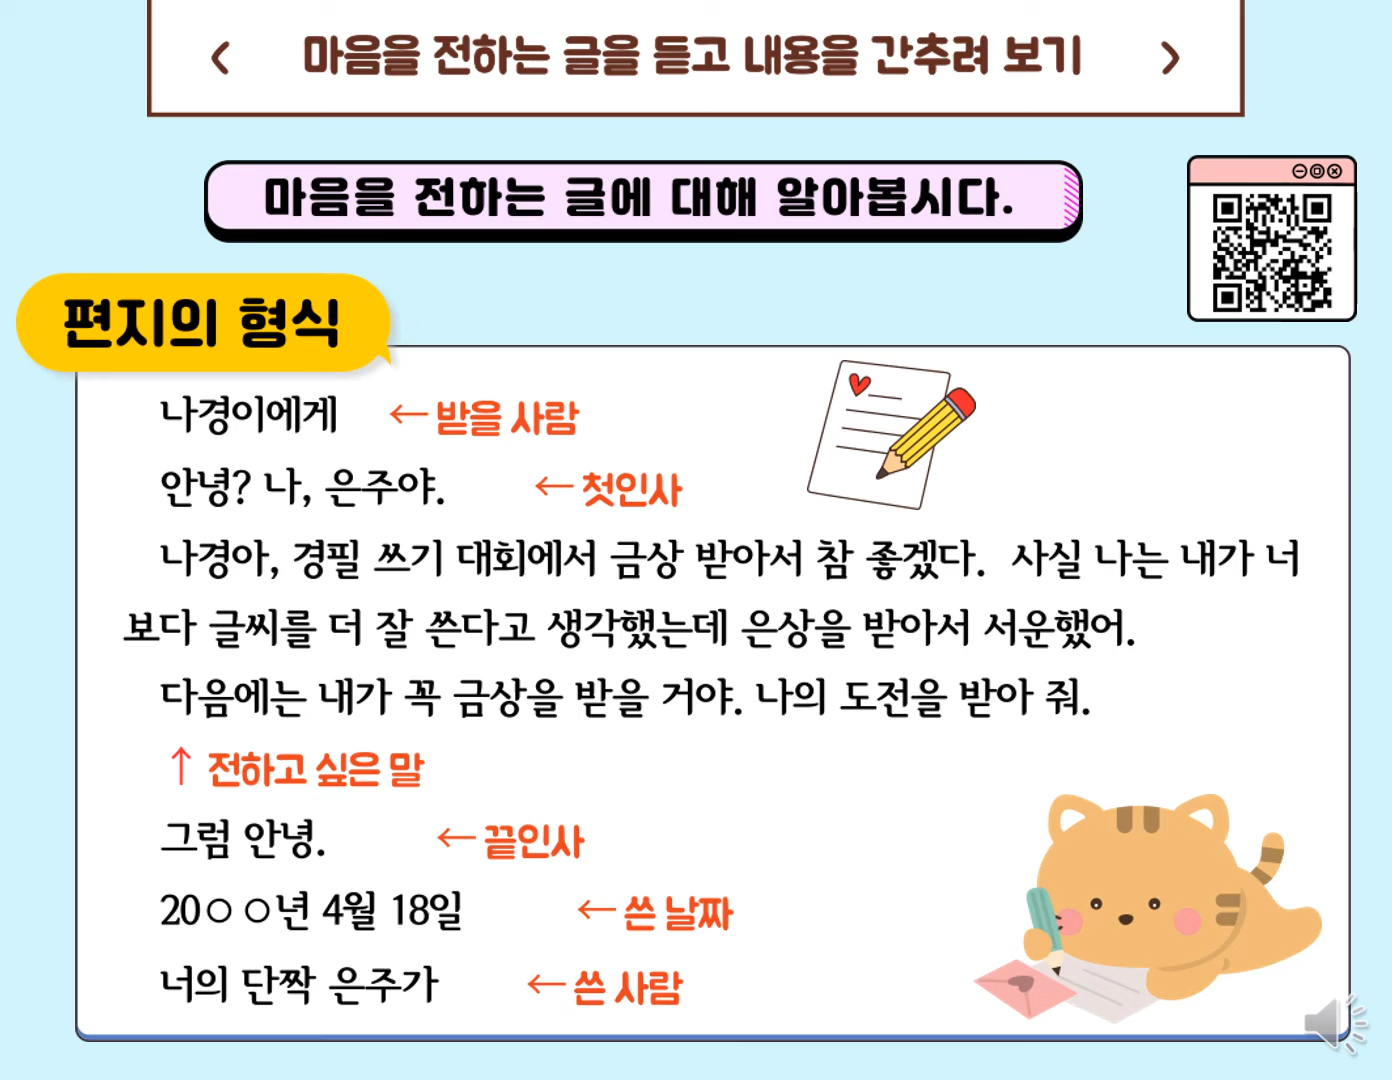 마음을 전하는 글을 듣고 내용을 간추려 보기
마음을 전하는 글에 대해 알아봅시다.
편지의 형식
나경이에게 ← 받을 사람
안녕? 나, 은주야. ← 첫인사
나경아, 경필 쓰기 대회에서 금상 받아서 참 좋겠다. 사실 나는 내가 너
보다 글씨를 더 잘 쓴다고 생각했는데 은상을 받아서 서운했어.
다음에는 내가 꼭 금상을 받을 거야. 나의 도전을 받아 줘.
↑ 전하고 싶은 말
그럼 안녕. ← 끝인사
20○○년 4월 18일 ← 쓴 날짜
너의 단짝 은주가 ← 쓴 사람